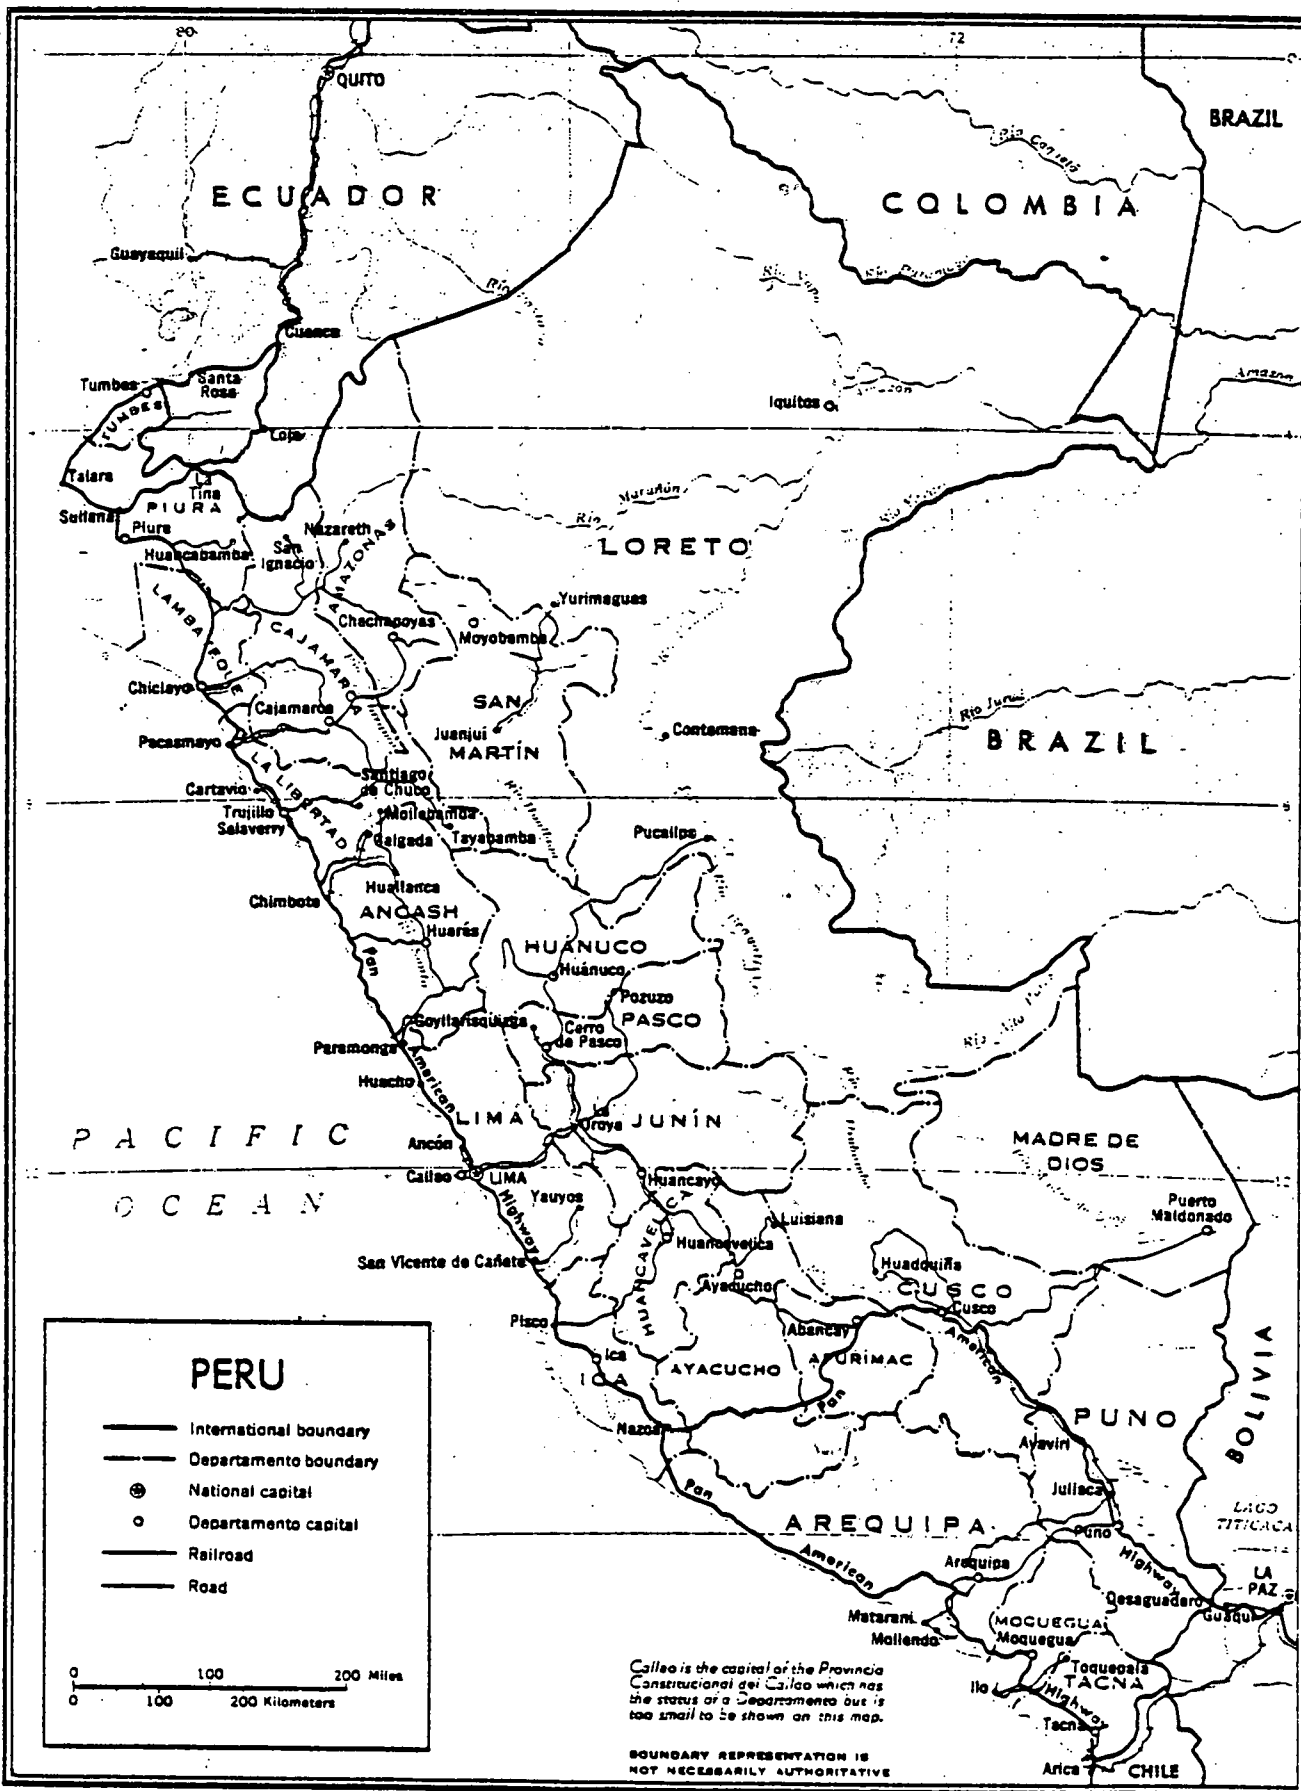 80
72
0
QUITO
BRAZIL
Río Caquetá
ECUADOR
COLOMBIA
Guayaquil
Río Putumayo
Río
Cuenca
Tumbes
Santa
Rosa
Amazon
TUMBES
Iquitos
Loja
4
Talara
La
Tina
Marañón
Río
PIURA
Sullana
Piura
Nazareth
LORETO
Huancabamba
San
Ignacio
AMAZONAS
LAMBAYEQUE
Yurimaguas
CAJAMARCA
Chachapoyas
Moyobamba
Chiclayo
SAN
Cajamarca
Río Juruá
Juanjuí
Contamana
BRAZIL
Pacasmayo
MARTÍN
LA LIBERTAD
Santiago
de Chuco
Cartavio
Trujillo
Mollebamba
Salaverry
Galgada
Tayabamba
Pucallpa
Huallanca
Chimbote
ANCASH
Huarás
HUÁNUCO
Pan
Huánuco
Pozuzo
Goyllarisquizga
PASCO
Cerro
de Pasco
Paramonga
American
Huacho
La
Oroya
LIMA
JUNÍN
PACIFIC
Ancón
MADRE DE
DIOS
Callao
LIMA
Huancayo
OCEAN
Highway
Yauyos
Puerto
Maldonado
Luisiana
HUANCAVELICA
Huancavelica
San Vicente de Cañete
Huadquiña
Ayacucho
CUSCO
Cusco
Pisco
Abancay
American
Ica
ICA
AYACUCHO
APURIMAC
BOLIVIA
Pan
PUNO
Nazca
Ayaviri
Pan
Juliaca
LAGO
TITICACA
AREQUIPA
Puno
American
Arequipa
Highway
LA
PAZ
Desaguadero
Guaqui
Matarani
MOQUEGUA
Mollendo
Moquegua
Toquepala
TACNA
Ilo
Highway
Tacna
Arica
CHILE
PERU
International boundary
Departamento boundary
National capital
Departamento capital
Railroad
Road
0 100 200 Miles
0 100 200 Kilometers
Callao is the capital of the Provincia
Constitucional del Callao which has
the status of a Departamento but is
too small to be shown on this map.
BOUNDARY REPRESENTATION IS
NOT NECESSARILY AUTHORITATIVE